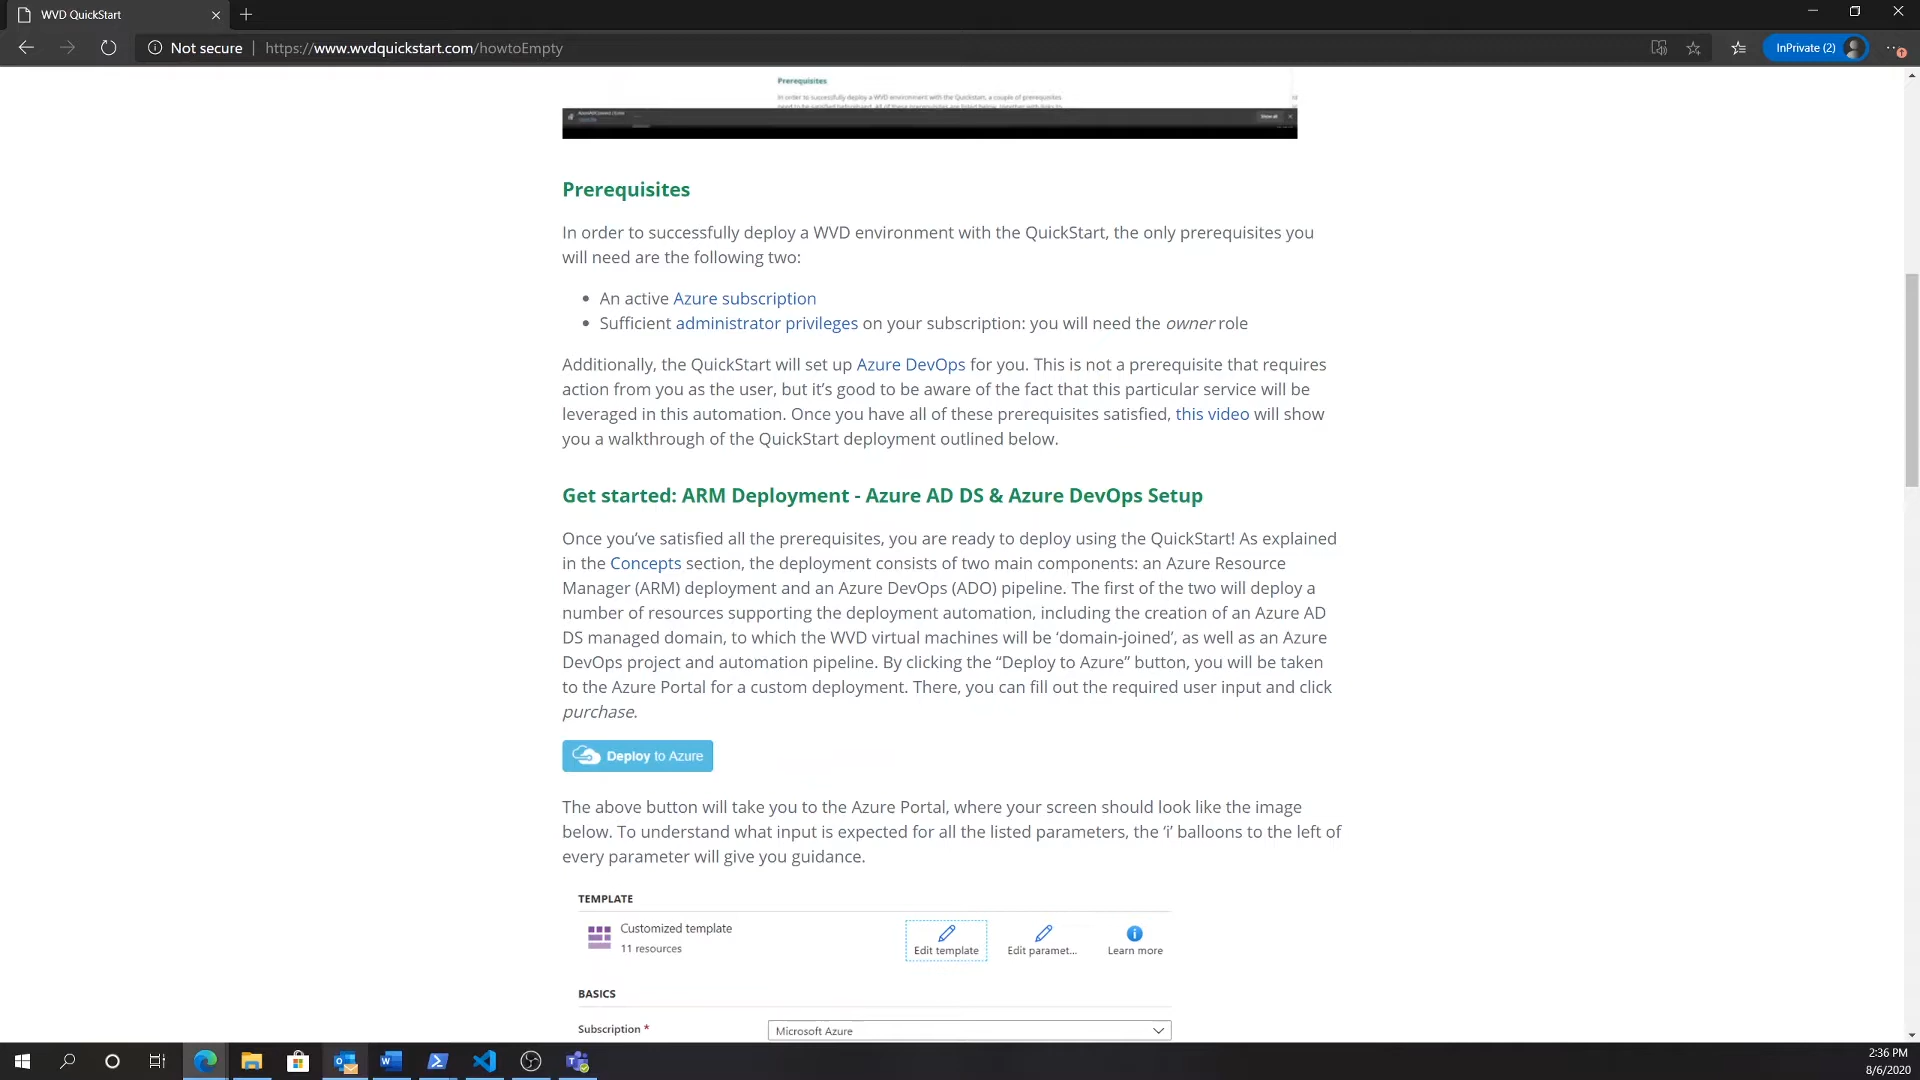 WVD QuickStart
Not secure | https://www.wvdquickstart.com/howtoEmpty
InPrivate (2)
Prerequisites
In order to successfully deploy a WVD environment with the Quickstart, a couple of prerequisites
Show all
Prerequisites
In order to successfully deploy a WVD environment with the QuickStart, the only prerequisites you
will need are the following two:
An active Azure subscription
Sufficient administrator privileges on your subscription: you will need the owner role
Additionally, the QuickStart will set up Azure DevOps for you. This is not a prerequisite that requires
action from you as the user, but it’s good to be aware of the fact that this particular service will be
leveraged in this automation. Once you have all of these prerequisites satisfied, this video will show
you a walkthrough of the QuickStart deployment outlined below.
Get started: ARM Deployment - Azure AD DS & Azure DevOps Setup
Once you’ve satisfied all the prerequisites, you are ready to deploy using the QuickStart! As explained
in the Concepts section, the deployment consists of two main components: an Azure Resource
Manager (ARM) deployment and an Azure DevOps (ADO) pipeline. The first of the two will deploy a
number of resources supporting the deployment automation, including the creation of an Azure AD
DS managed domain, to which the WVD virtual machines will be ‘domain-joined’, as well as an Azure
DevOps project and automation pipeline. By clicking the “Deploy to Azure” button, you will be taken
to the Azure Portal for a custom deployment. There, you can fill out the required user input and click
purchase.
Deploy to Azure
The above button will take you to the Azure Portal, where your screen should look like the image
below. To understand what input is expected for all the listed parameters, the ‘i’ balloons to the left of
every parameter will give you guidance.
TEMPLATE
Customized template
11 resources
Edit template
Edit paramet...
Learn more
BASICS
Subscription *
Microsoft Azure
2:36 PM
8/6/2020